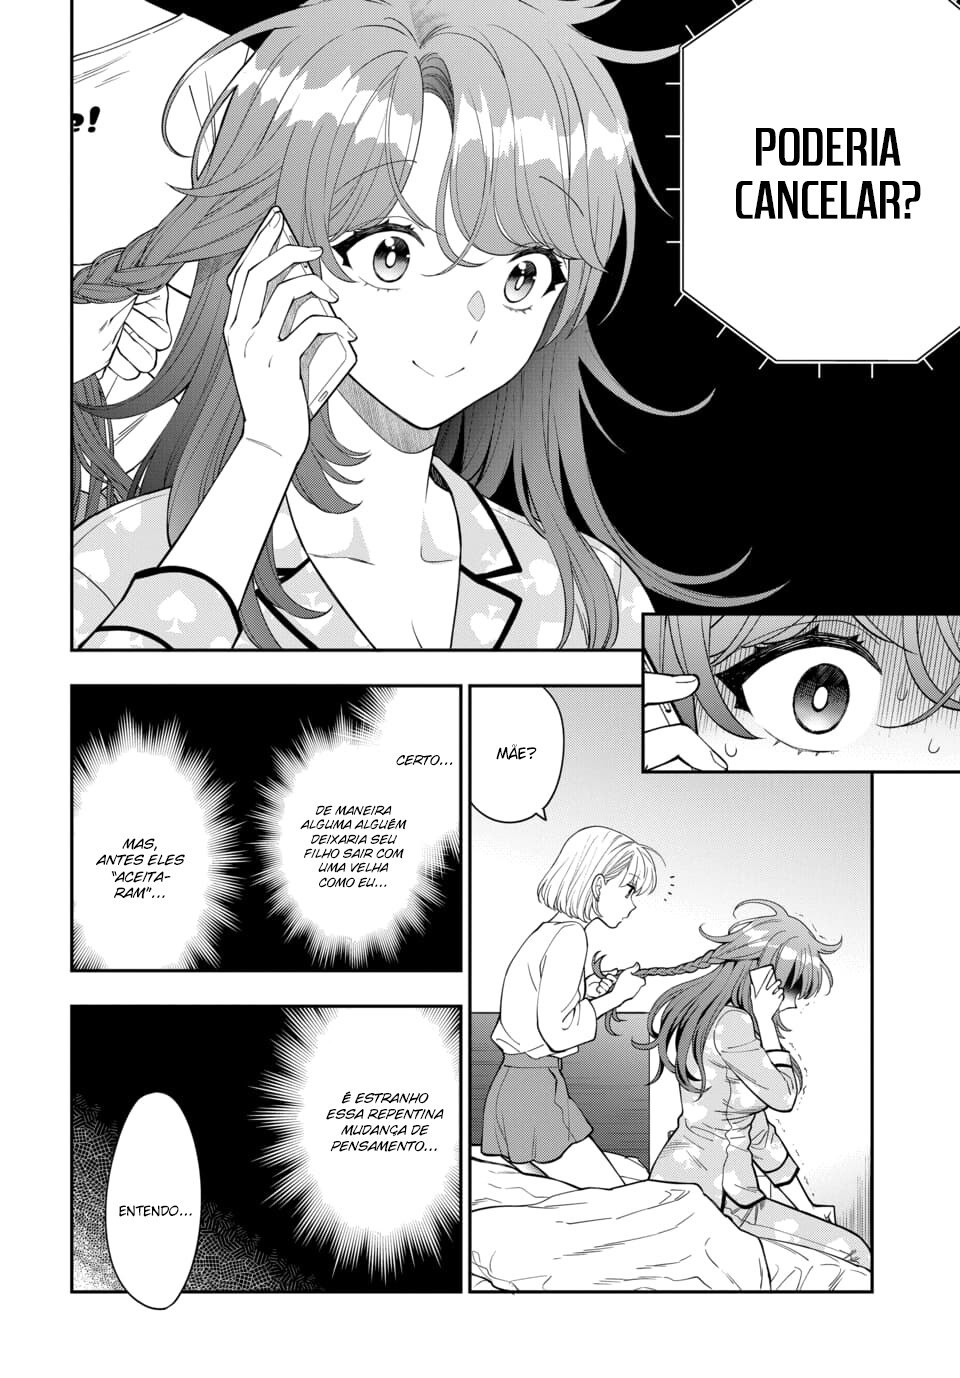 PODERIA
CANCELAR?
e!
MÃE?
CERTO...
DE MANEIRA
ALGUMA ALGUÉM
DEIXARIA SEU
FILHO SAIR COM
UMA VELHA
COMO EU...
MAS,
ANTES ELES
"ACEITA-
RAM"...
É ESTRANHO
ESSA REPENTINA
MUDANÇA DE
PENSAMENTO...
ENTENDO...